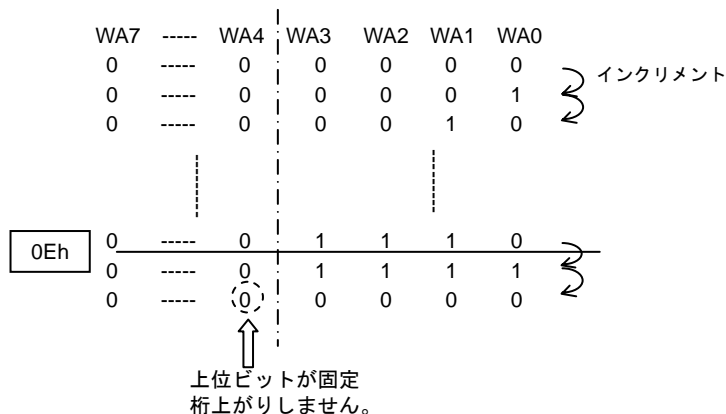 WA7 ----- WA4 WA3 WA2 WA1 WA0
0 ----- 0 0 0 0 0
インクリメント
0 ----- 0 0 0 0 1
0 ----- 0 0 0 1 0
0Eh 0 ----- 0 1 1 1 0
0 ----- 0 1 1 1 1
0 ----- 0 0 0 0 0
上位ビットが固定
桁上がりしません。